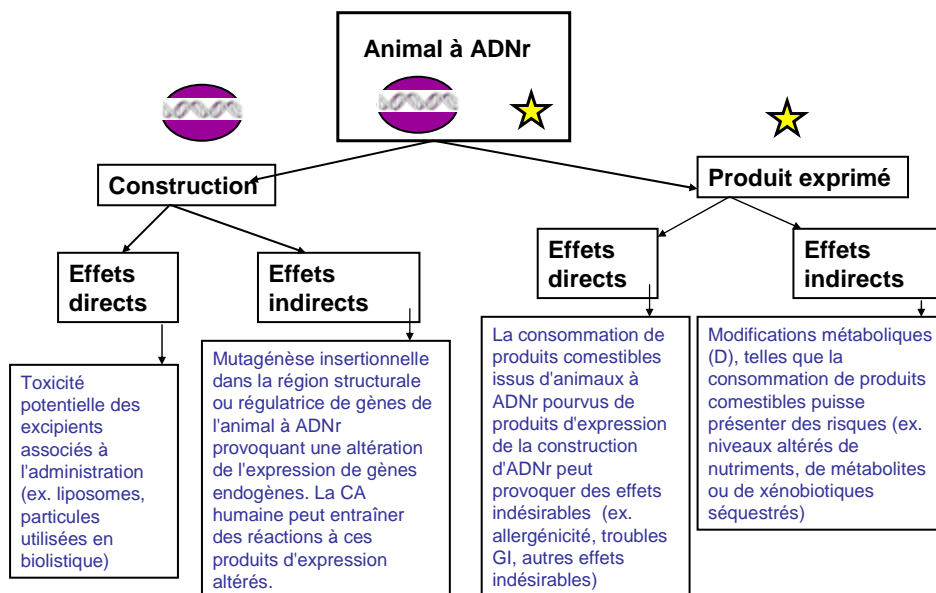 Animal à ADNr
Construction
Produit exprimé
Effets
directs
Effets
indirects
Effets
directs
Effets
indirects
Toxicité
potentielle des
excipients
associés à
l'administration
(ex. liposomes,
particules
utilisées en
biolistique)
Mutagénèse insertionnelle
dans la région structurale
ou régulatrice de gènes de
l'animal à ADNr
provoquant une altération
de l'expression de gènes
endogènes. La CA
humaine peut entraîner
des réactions à ces
produits d'expression
altérés.
La consommation de
produits comestibles
issus d'animaux à
ADNr pourvus de
produits d'expression
de la construction
d'ADNr peut
provoquer des effets
indésirables (ex.
allergénicité, troubles
GI, autres effets
indésirables)
Modifications métaboliques
(D), telles que la
consommation de produits
comestibles puisse
présenter des risques (ex.
niveaux altérés de
nutriments, de métabolites
ou de xénobiotiques
séquestrés)